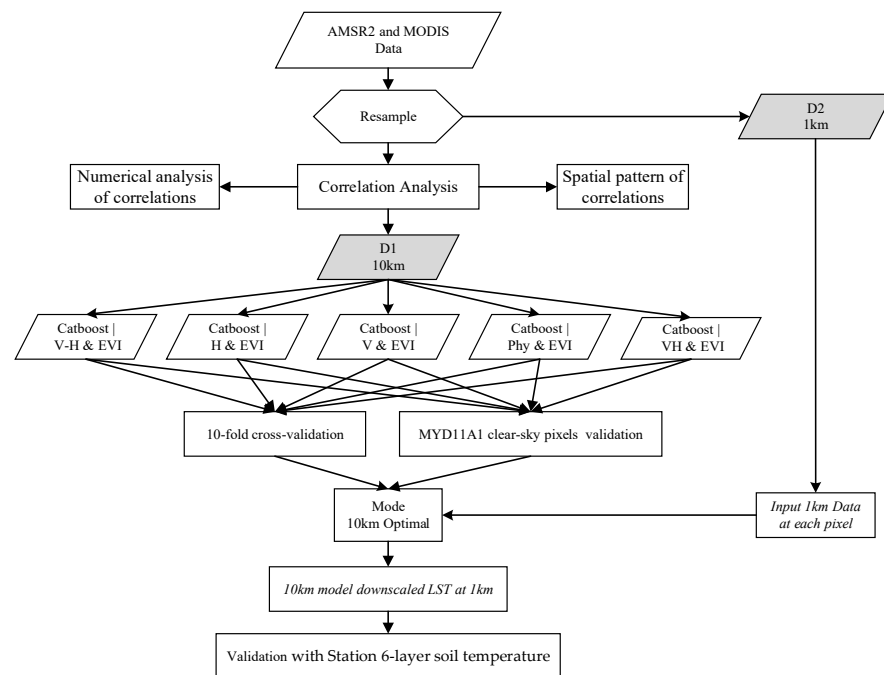 AMSR2 and MODIS
Data
Resample
D2
1km
Numerical analysis
of correlations
Correlation Analysis
Spatial pattern of
correlations
D1
10km
Catboost |
V-H & EVI
Catboost |
H & EVI
Catboost |
V & EVI
Catboost |
Phy & EVI
Catboost |
VH & EVI
10-fold cross-validation
MYD11A1 clear-sky pixels validation
Mode
10km Optimal
Input 1km Data
at each pixel
10km model downscaled LST at 1km
Validation with Station 6-layer soil temperature